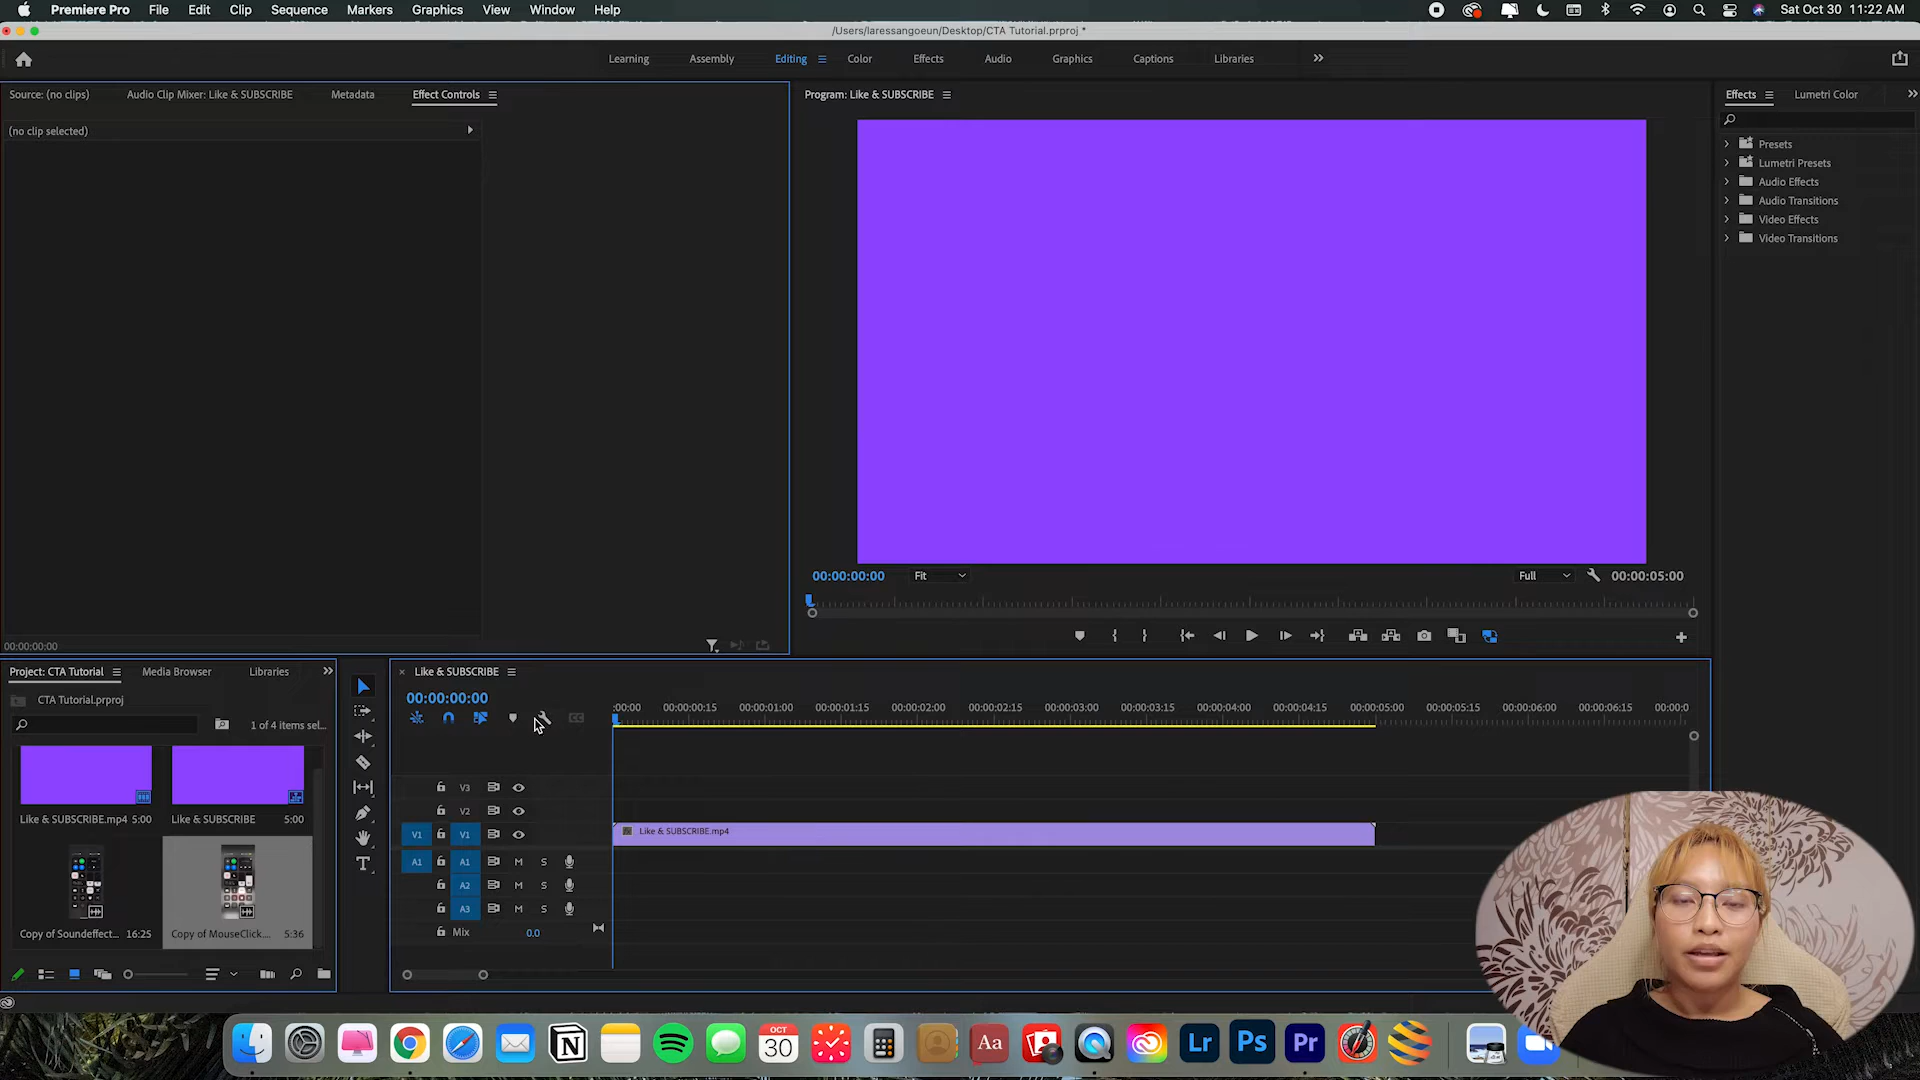 Premiere Pro File Edit Clip Sequence Markers Graphics View Window Help Sat Oct 30 11:22 AM
/Users/laressangoeun/Desktop/CTA Tutorial.prproj *
Learning Assembly Editing Color Effects Audio Graphics Captions Libraries
Source: (no clips) Audio Clip Mixer: Like & SUBSCRIBE Metadata Effect Controls
(no clip selected)
00:00:00:00
Program: Like & SUBSCRIBE
00:00:00:00 Fit Full 00:00:05:00
Effects Lumetri Color
Presets
Lumetri Presets
Audio Effects
Audio Transitions
Video Effects
Video Transitions
Project: CTA Tutorial Media Browser Libraries
CTA Tutorial.prproj
1 of 4 items sel...
Like & SUBSCRIBE.mp4 5:00 Like & SUBSCRIBE 5:00
Copy of Soundeffect... 16:25 Copy of MouseClick... 5:36
Like & SUBSCRIBE
00:00:00:00
:00:00 00:00:00:15 00:00:01:00 00:00:01:15 00:00:02:00 00:00:02:15 00:00:03:00 00:00:03:15 00:00:04:00 00:00:04:15 00:00:05:00 00:00:05:15 00:00:06:00 00:00:06:15 00:00:0
V3
V2
V1 V1 Like & SUBSCRIBE.mp4
A1 A1 M S
A2 M S
A3 M S
Mix 0.0
OCT
30
Aa
Lr
Ps
Pr